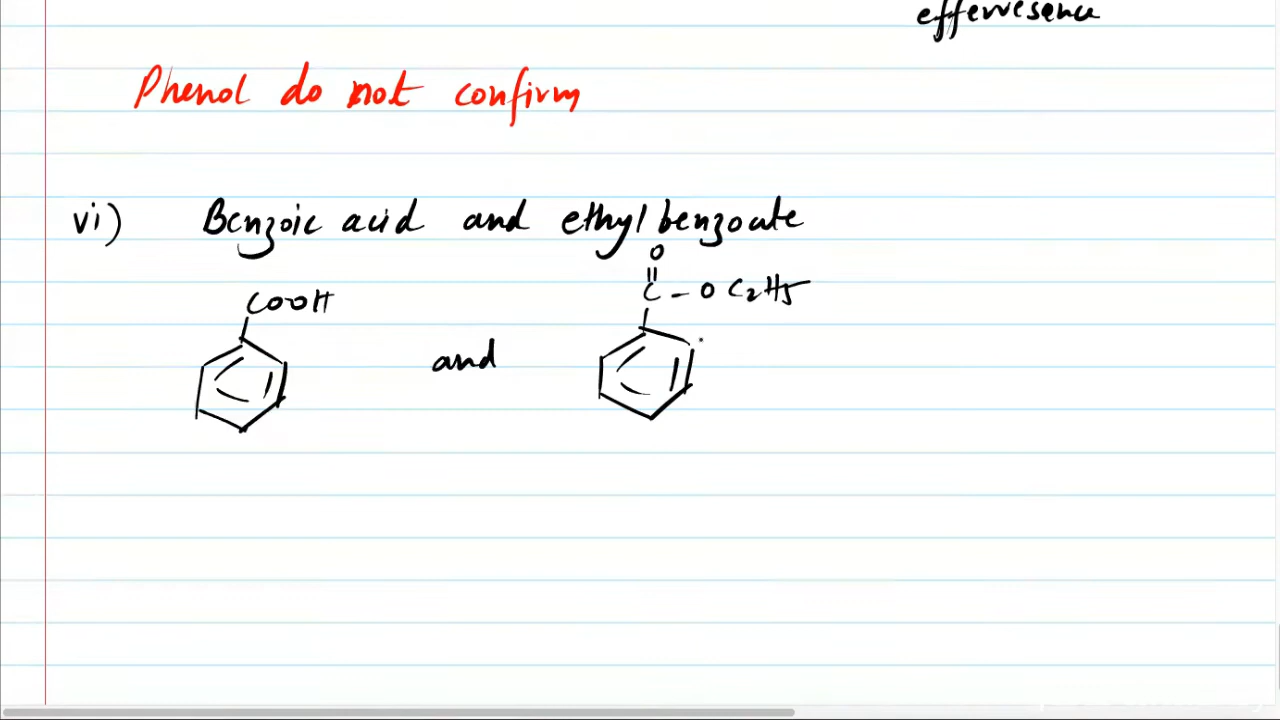 effervesence
Phenol do not confirm
vi) Benzoic acid and ethyl benzoate
O
COOH
C - O C2H5
and